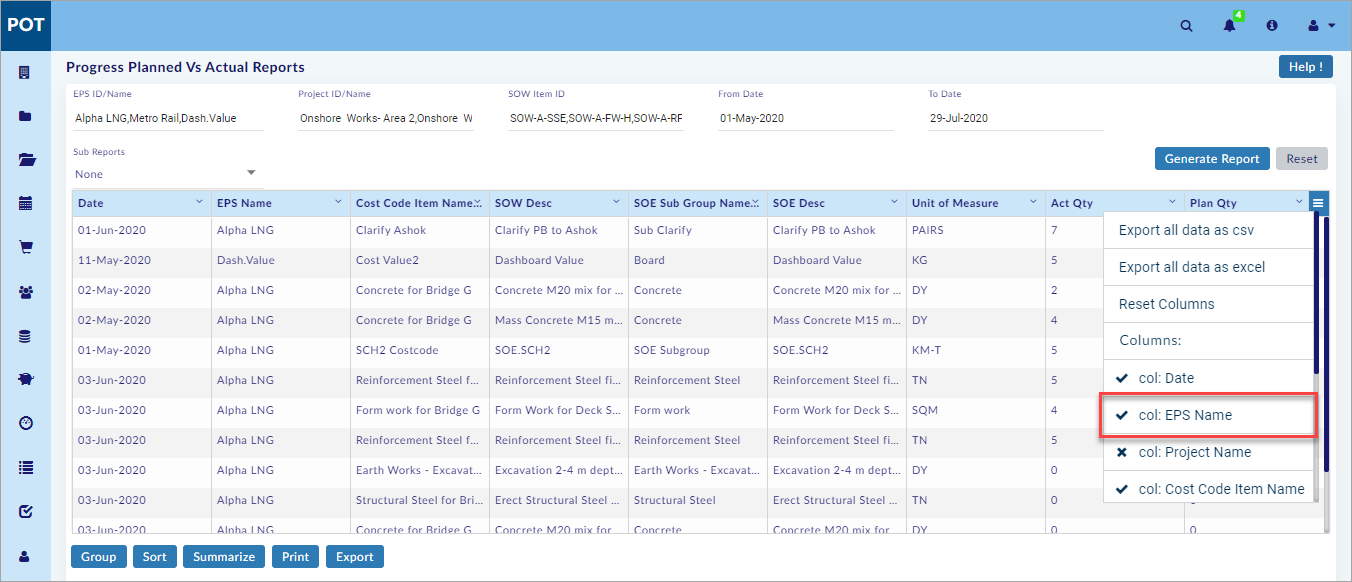 POT
4
Progress Planned Vs Actual Reports
Help !
EPS ID/Name Project ID/Name SOW Item ID From Date To Date
Alpha LNG,Metro Rail,Dash.Value Onshore Works- Area 2,Onshore W SOW-A-SSE,SOW-A-FW-H,SOW-A-RF 01-May-2020 29-Jul-2020
Sub Reports
None
Generate Report Reset
Date EPS Name Cost Code Item Name... SOW Desc SOE Sub Group Name... SOE Desc Unit of Measure Act Qty Plan Qty
01-Jun-2020 Alpha LNG Clarify Ashok Clarify PB to Ashok Sub Clarify Clarify PB to Ashok PAIRS 7
11-May-2020 Dash.Value Cost Value2 Dashboard Value Board Dashboard Value KG 5
02-May-2020 Alpha LNG Concrete for Bridge G Concrete M20 mix for ... Concrete Concrete M20 mix for ... DY 2
02-May-2020 Alpha LNG Concrete for Bridge G Mass Concrete M15 m... Concrete Mass Concrete M15 m... DY 4
01-May-2020 Alpha LNG SCH2 Costcode SOE.SCH2 SOE Subgroup SOE.SCH2 KM-T 5
03-Jun-2020 Alpha LNG Reinforcement Steel f... Reinforcement Steel fi... Reinforcement Steel Reinforcement Steel fi... TN 5
03-Jun-2020 Alpha LNG Form work for Bridge G Form Work for Deck S... Form work Form Work for Deck S... SQM 4
03-Jun-2020 Alpha LNG Reinforcement Steel f... Reinforcement Steel fi... Reinforcement Steel Reinforcement Steel fi... TN 5
03-Jun-2020 Alpha LNG Earth Works - Excavat... Excavation 2-4 m dept... Earth Works - Excavat... Excavation 2-4 m dept... DY 0
03-Jun-2020 Alpha LNG Structural Steel for Bri... Erect Structural Steel ... Structural Steel Erect Structural Steel ... TN 0
03-Jun-2020 Alpha LNG Concrete for Bridge G Concrete M20 mix for Concrete Concrete M20 mix for DY 0 0
Export all data as csv
Export all data as excel
Reset Columns
Columns:
col: Date
col: EPS Name
col: Project Name
col: Cost Code Item Name
Group Sort Summarize Print Export